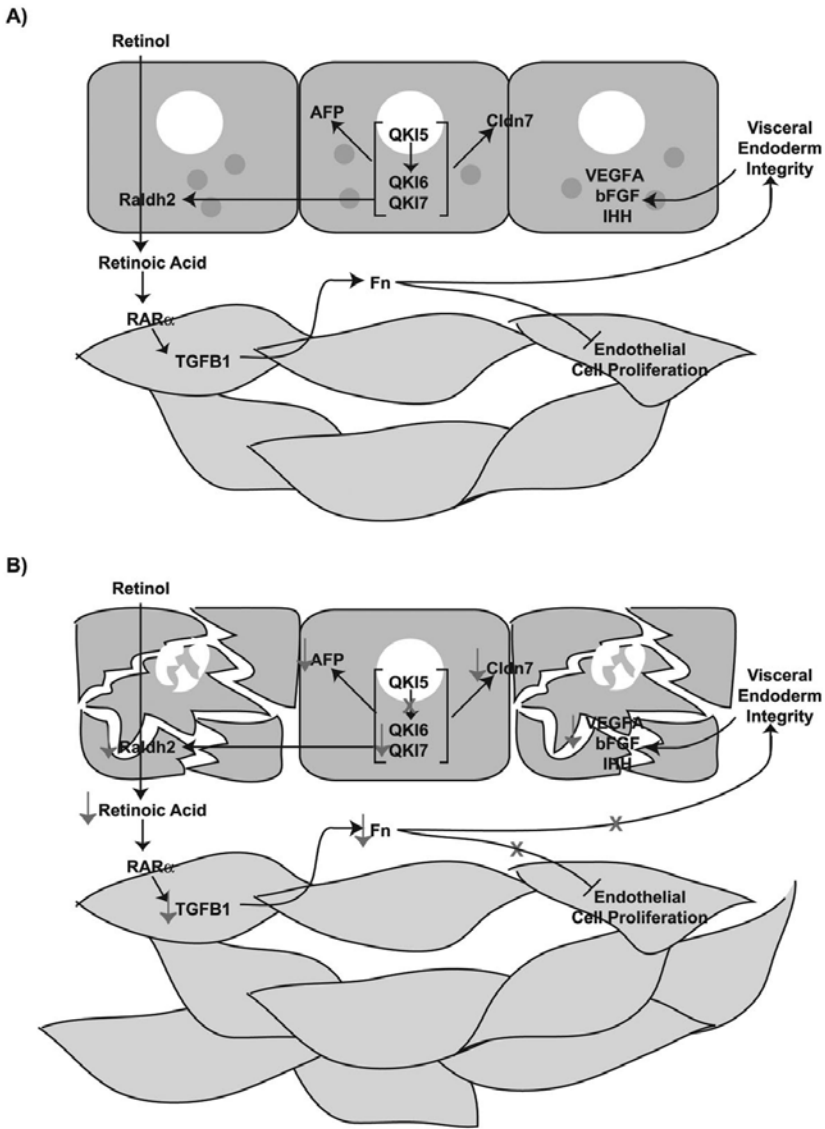 A)
Retinol
AFP
QKI5
Cldn7
QKI6
QKI7
Raldh2
VEGFA
bFGF
IHH
Visceral
Endoderm
Integrity
Retinoic Acid
Fn
RARα
TGFB1
Endothelial
Cell Proliferation
B)
Retinol
AFP
QKI5
Cldn7
X
QKI6
QKI7
Raldh2
VEGFA
bFGF
IHH
Visceral
Endoderm
Integrity
Retinoic Acid
Fn
X
X
RARα
TGFB1
Endothelial
Cell Proliferation